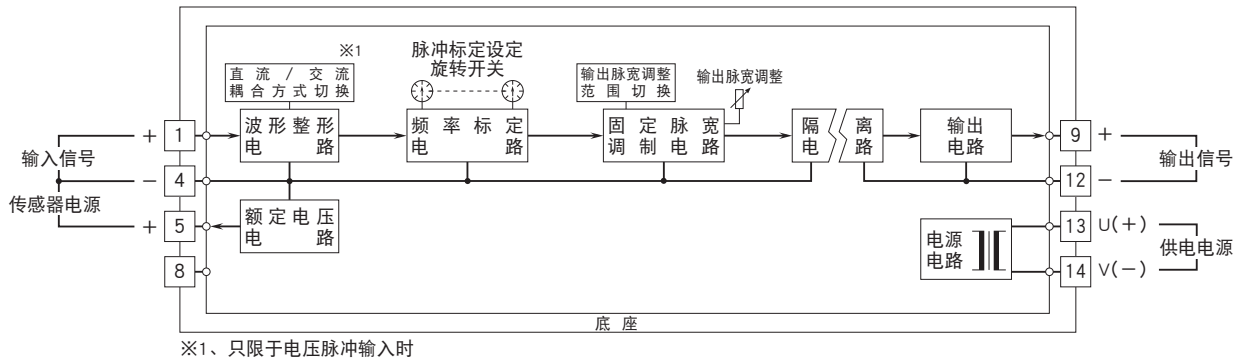 ※1
脉冲标定设定
旋转开关
直流/交流
耦合方式切换
输出脉宽调整
范围切换
输出脉宽调整
波形整形
电路
频率标定
电路
固定脉宽
调制电路
隔离
电路
输出
电路
输入信号
+
1
-
4
传感器电源
+
5
8
额定电压
电路
9
+
输出信号
12
-
电源
电路
13
U(+)
供电电源
14
V(-)
底座
※1、只限于电压脉冲输入时